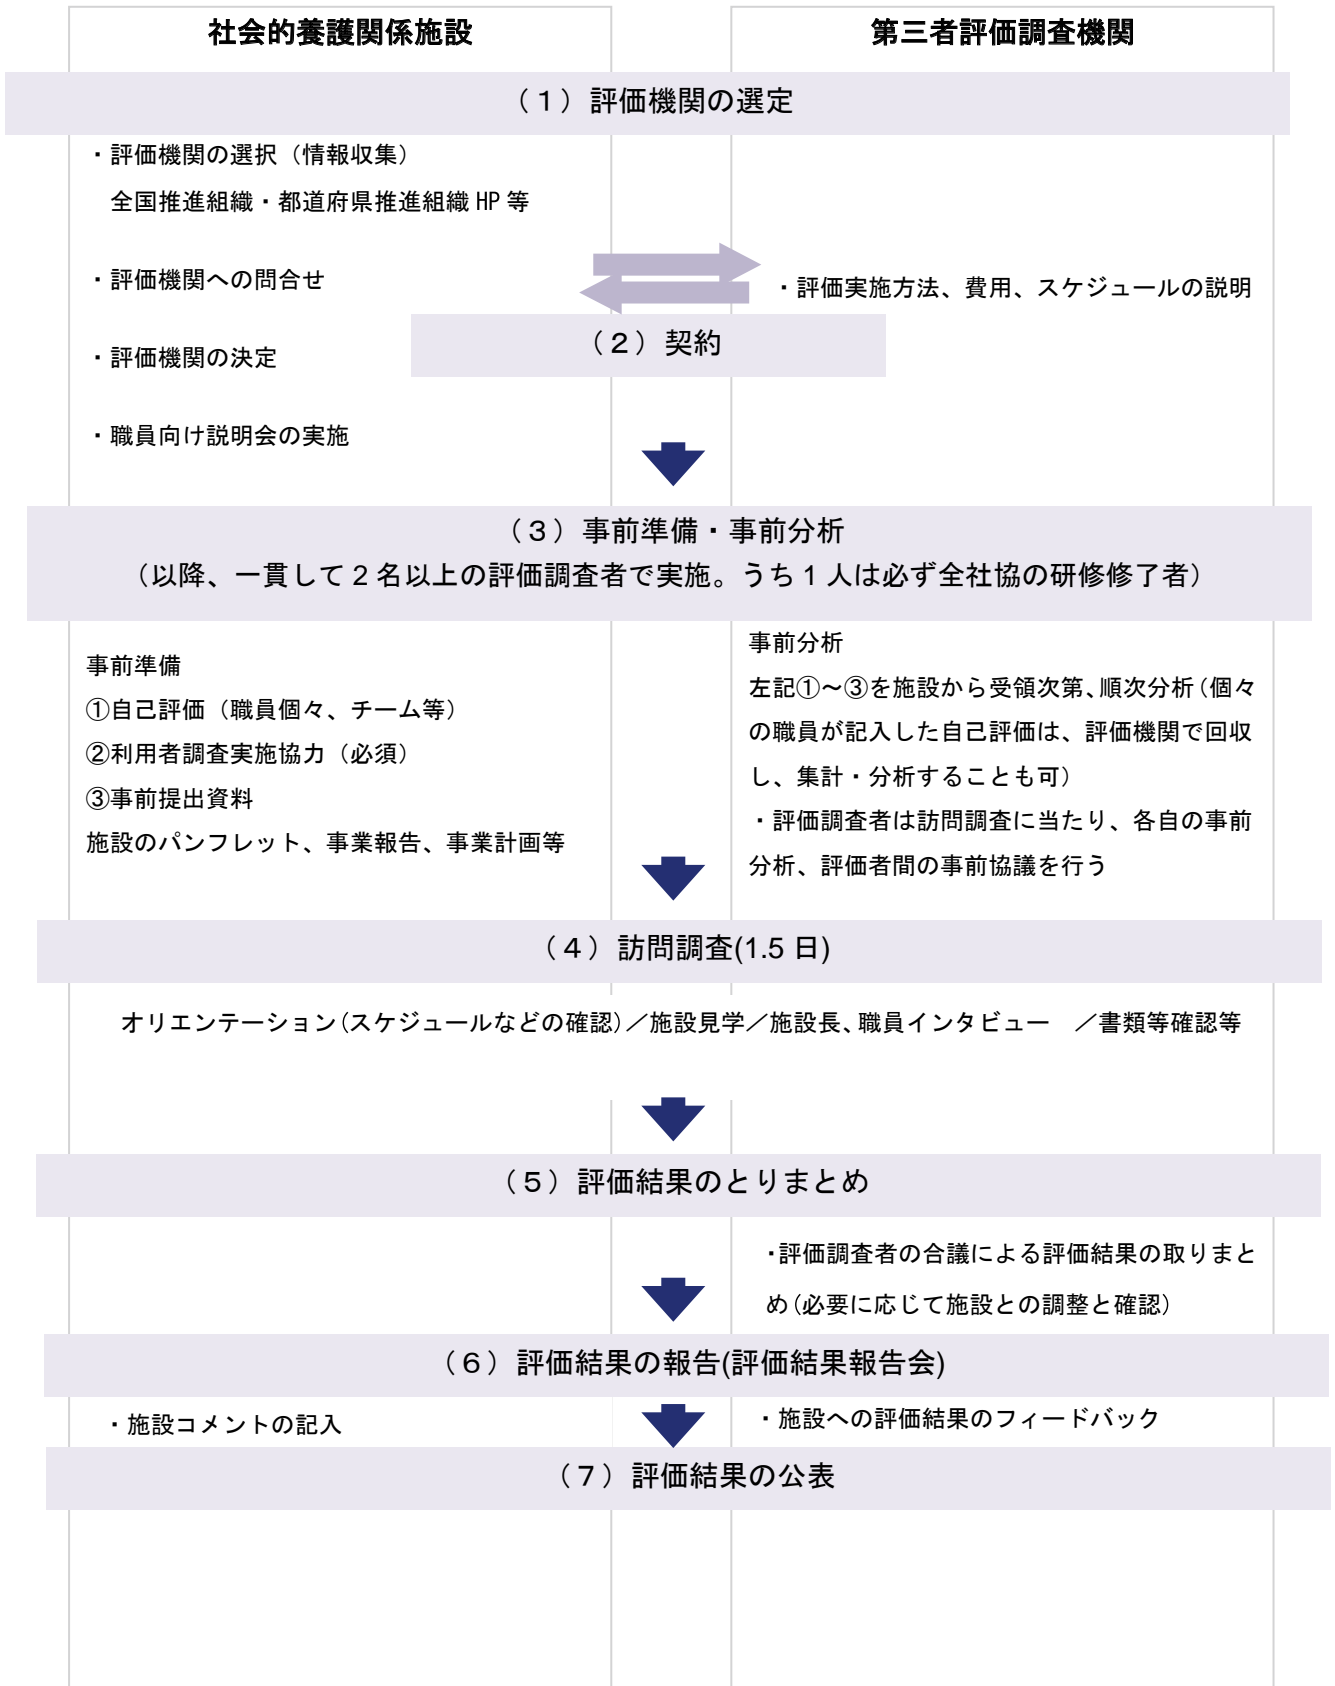 社会的養護関係施設
第三者評価調査機関
（１）評価機関の選定
・評価機関の選択（情報収集）
全国推進組織・都道府県推進組織 HP 等
・評価機関への問合せ
・評価実施方法、費用、スケジュールの説明
（２）契約
・評価機関の決定
・職員向け説明会の実施
（３）事前準備・事前分析
（以降、一貫して 2 名以上の評価調査者で実施。うち 1 人は必ず全社協の研修修了者）
事前準備
①自己評価（職員個々、チーム等）
②利用者調査実施協力（必須）
③事前提出資料
施設のパンフレット、事業報告、事業計画等
事前分析
左記①～③を施設から受領次第、順次分析（個々
の職員が記入した自己評価は、評価機関で回収
し、集計・分析することも可）
・評価調査者は訪問調査に当たり、各自の事前
分析、評価者間の事前協議を行う
（４）訪問調査(1.5 日)
オリエンテーション（スケジュールなどの確認）／施設見学／施設長、職員インタビュー　／書類等確認等
（５）評価結果のとりまとめ
・評価調査者の合議による評価結果の取りまと
め（必要に応じて施設との調整と確認）
（６）評価結果の報告(評価結果報告会)
・施設コメントの記入
・施設への評価結果のフィードバック
（７）評価結果の公表